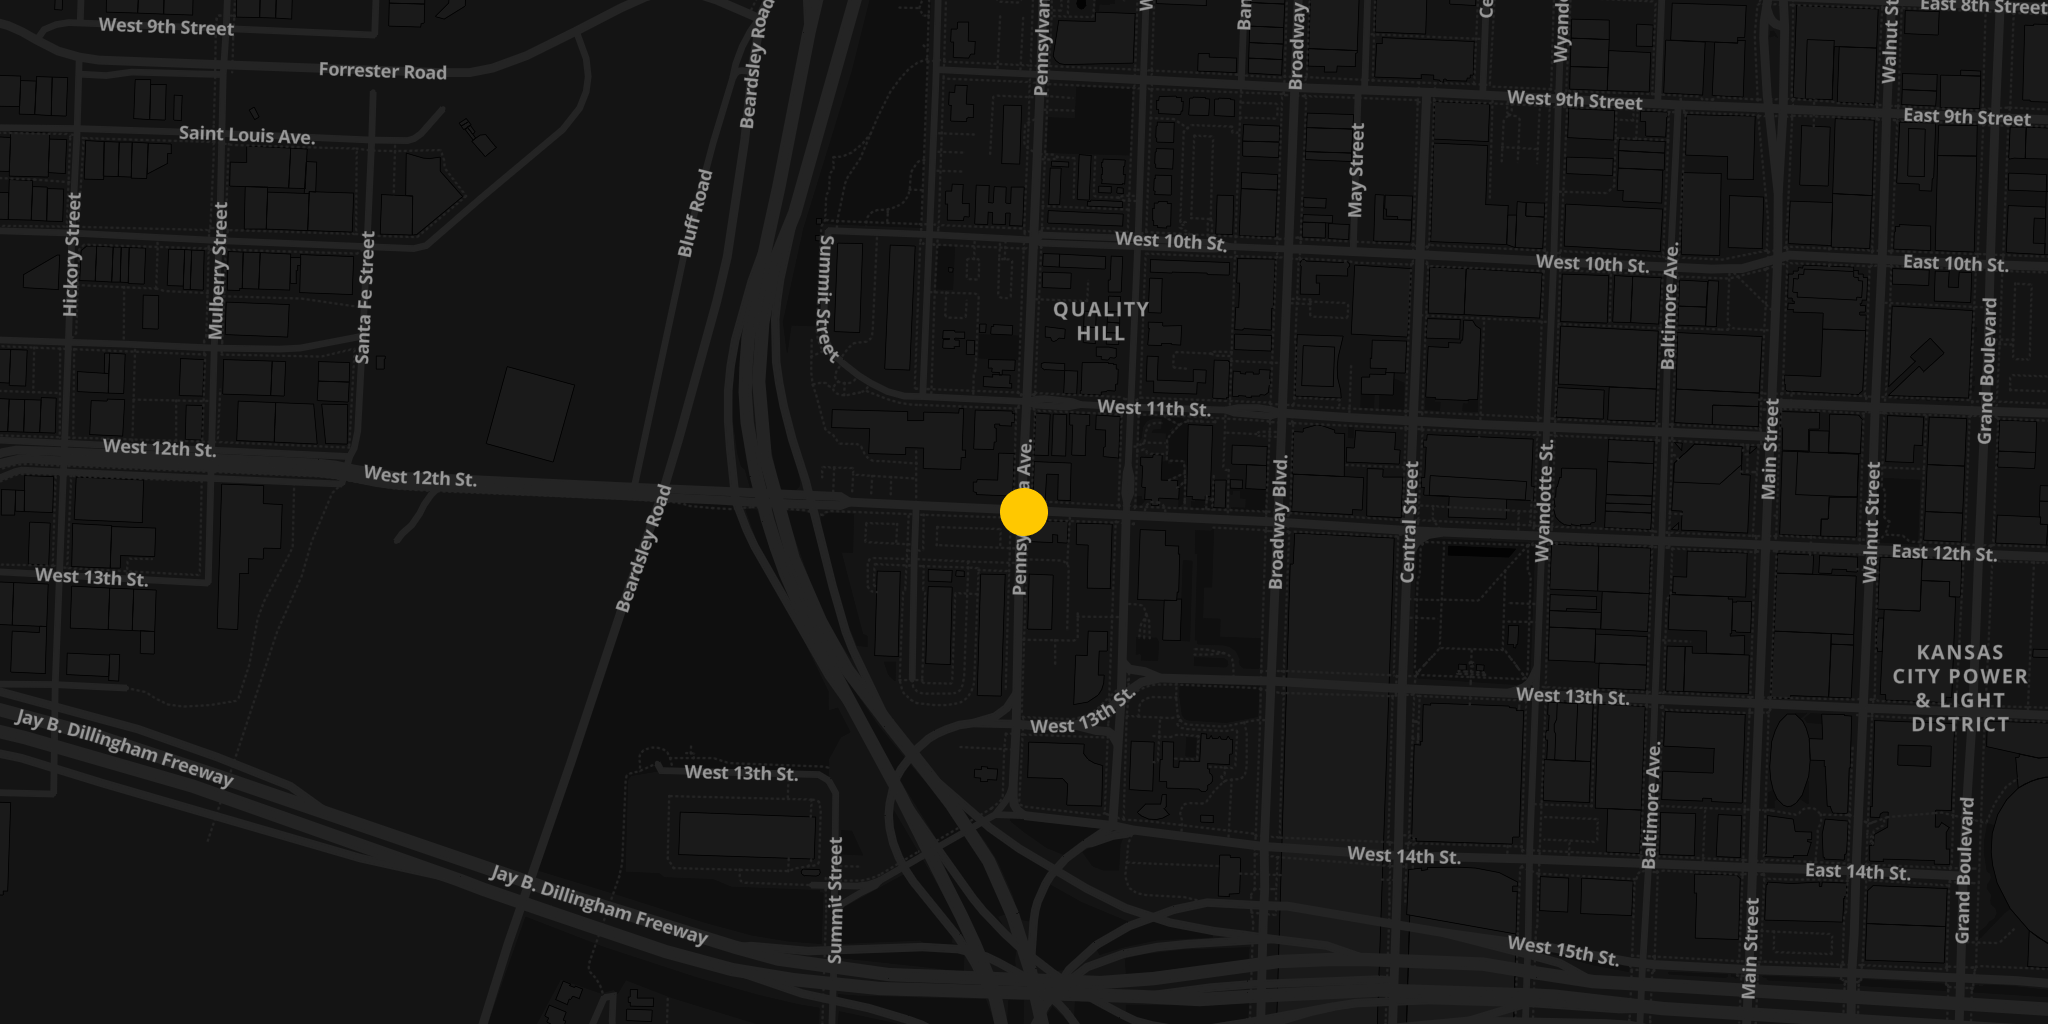 West 9th Street
Forrester Road
Saint Louis Ave.
Beardsley Road
Bluff Road
Hickory Street
Mulberry Street
Santa Fe Street
Summit Street
West 12th St.
West 12th St.
West 13th St.
Beardsley Road
Jay B. Dillingham Freeway
Jay B. Dillingham Freeway
West 13th St.
Summit Street
Broadway
East 8th Street
Walnut St
West 9th Street
East 9th Street
May Street
West 10th St.
West 10th St.
East 10th St.
QUALITY
HILL
Baltimore Ave.
Grand Boulevard
West 11th St.
Main Street
Broadway Blvd.
Central Street
Wyandotte St.
Walnut Street
East 12th St.
KANSAS
CITY POWER
& LIGHT
DISTRICT
West 13th St.
West 13th St.
Baltimore Ave.
West 14th St.
East 14th St.
Grand Boulevard
West 15th St.
Main Street